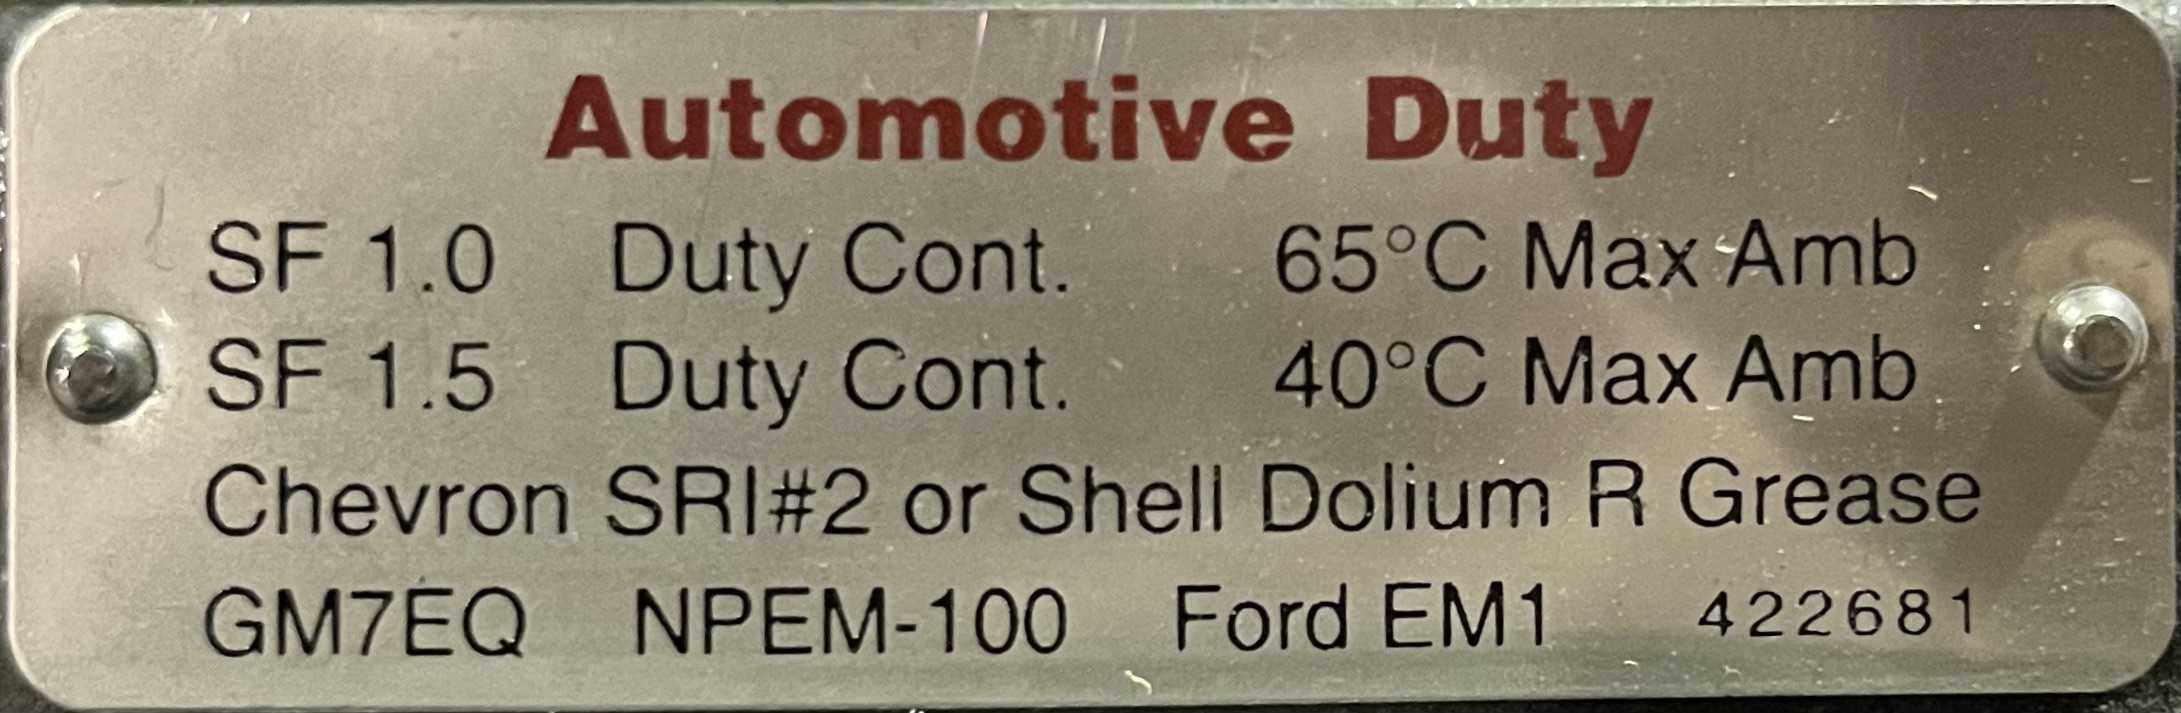 Automotive Duty
SF 1.0 Duty Cont. 65°C Max Amb
SF 1.5 Duty Cont. 40°C Max Amb
Chevron SRI#2 or Shell Dolium R Grease
GM7EQ NPEM-100 Ford EM1 422681